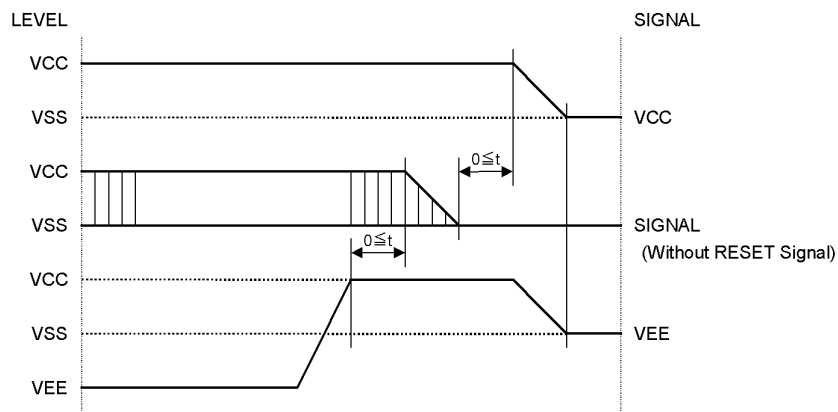 LEVEL SIGNAL
VCC
VSS VCC
VCC 0≦t
VSS SIGNAL
0≦t (Without RESET Signal)
VCC
VSS VEE
VEE